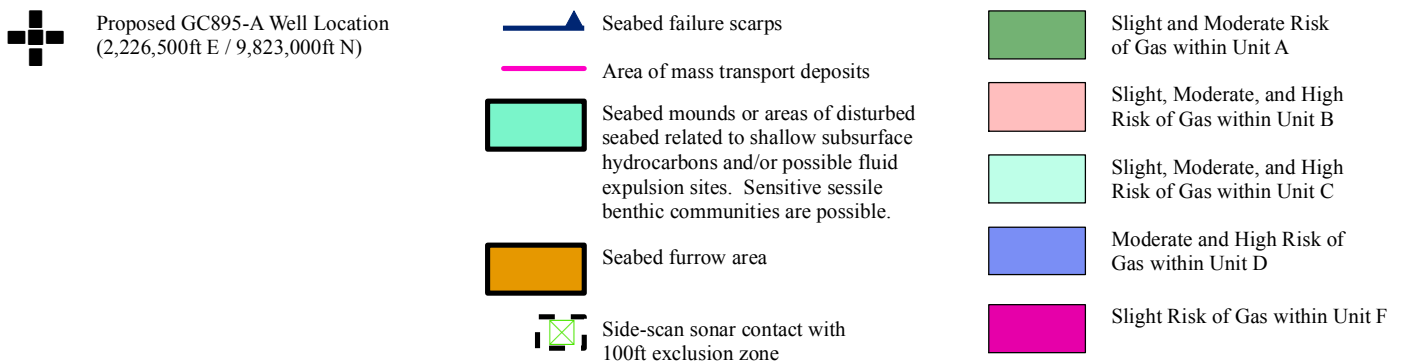 Proposed GC895-A Well Location
(2,226,500ft E / 9,823,000ft N)
Seabed failure scarps
Area of mass transport deposits
Seabed mounds or areas of disturbed
seabed related to shallow subsurface
hydrocarbons and/or possible fluid
expulsion sites.  Sensitive sessile
benthic communities are possible.
Seabed furrow area
Side-scan sonar contact with
100ft exclusion zone
Slight and Moderate Risk
of Gas within Unit A
Slight, Moderate, and High
Risk of Gas within Unit B
Slight, Moderate, and High
Risk of Gas within Unit C
Moderate and High Risk of
Gas within Unit D
Slight Risk of Gas within Unit F